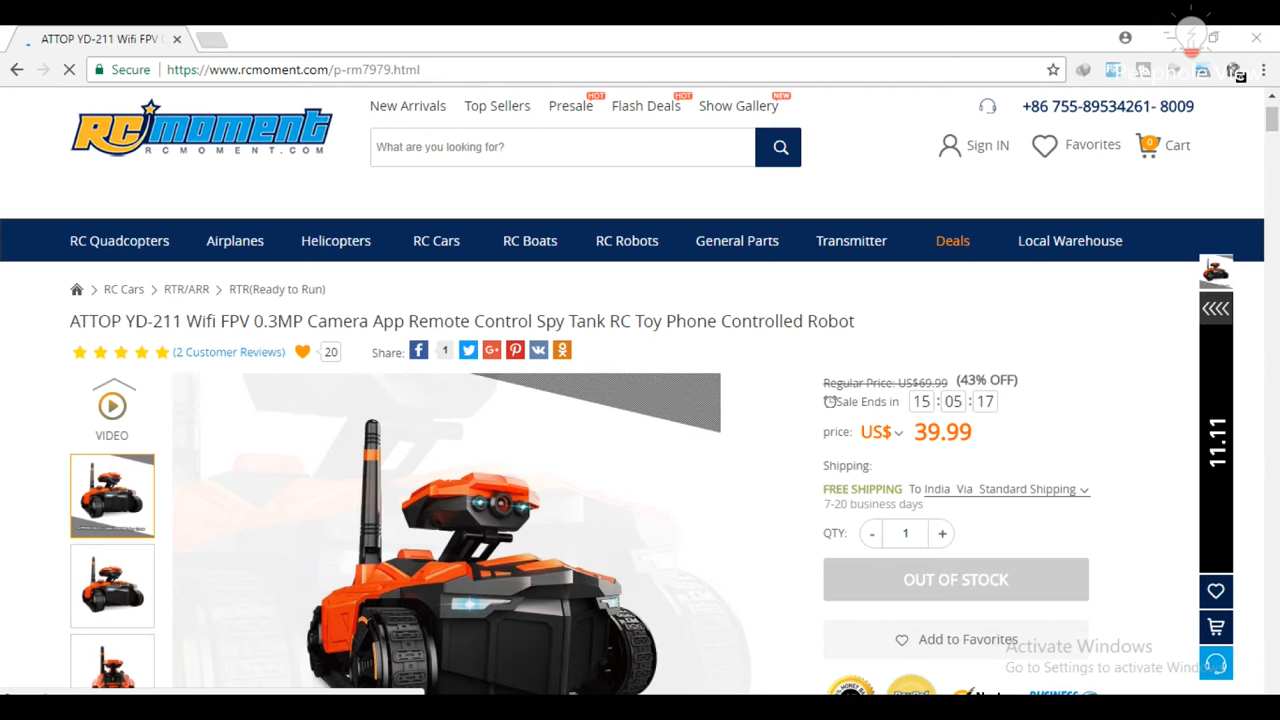 ATTOP YD-211 Wifi FPV
Peephole View
Secure https://www.rcmoment.com/p-rm7979.html
RC moment
RCMOMENT.COM
New Arrivals Top Sellers Presale HOT Flash Deals HOT Show Gallery NEW
+86 755-89534261- 8009
What are you looking for?
Sign IN Favorites 0 Cart
RC Quadcopters Airplanes Helicopters RC Cars RC Boats RC Robots General Parts Transmitter Deals Local Warehouse
RC Cars RTR/ARR RTR(Ready to Run)
ATTOP YD-211 Wifi FPV 0.3MP Camera App Remote Control Spy Tank RC Toy Phone Controlled Robot
(2 Customer Reviews) 20 Share: 1
VIDEO
Regular Price: US$69.99 (43% OFF)
Sale Ends in 15 : 05 : 17
price: US$ 39.99
Shipping:
FREE SHIPPING To India Via Standard Shipping
7-20 business days
QTY: - 1 +
OUT OF STOCK
Add to Favorites
11.11
Activate Windows
Go to Settings to activate Windows
PayPal
BUSINESS